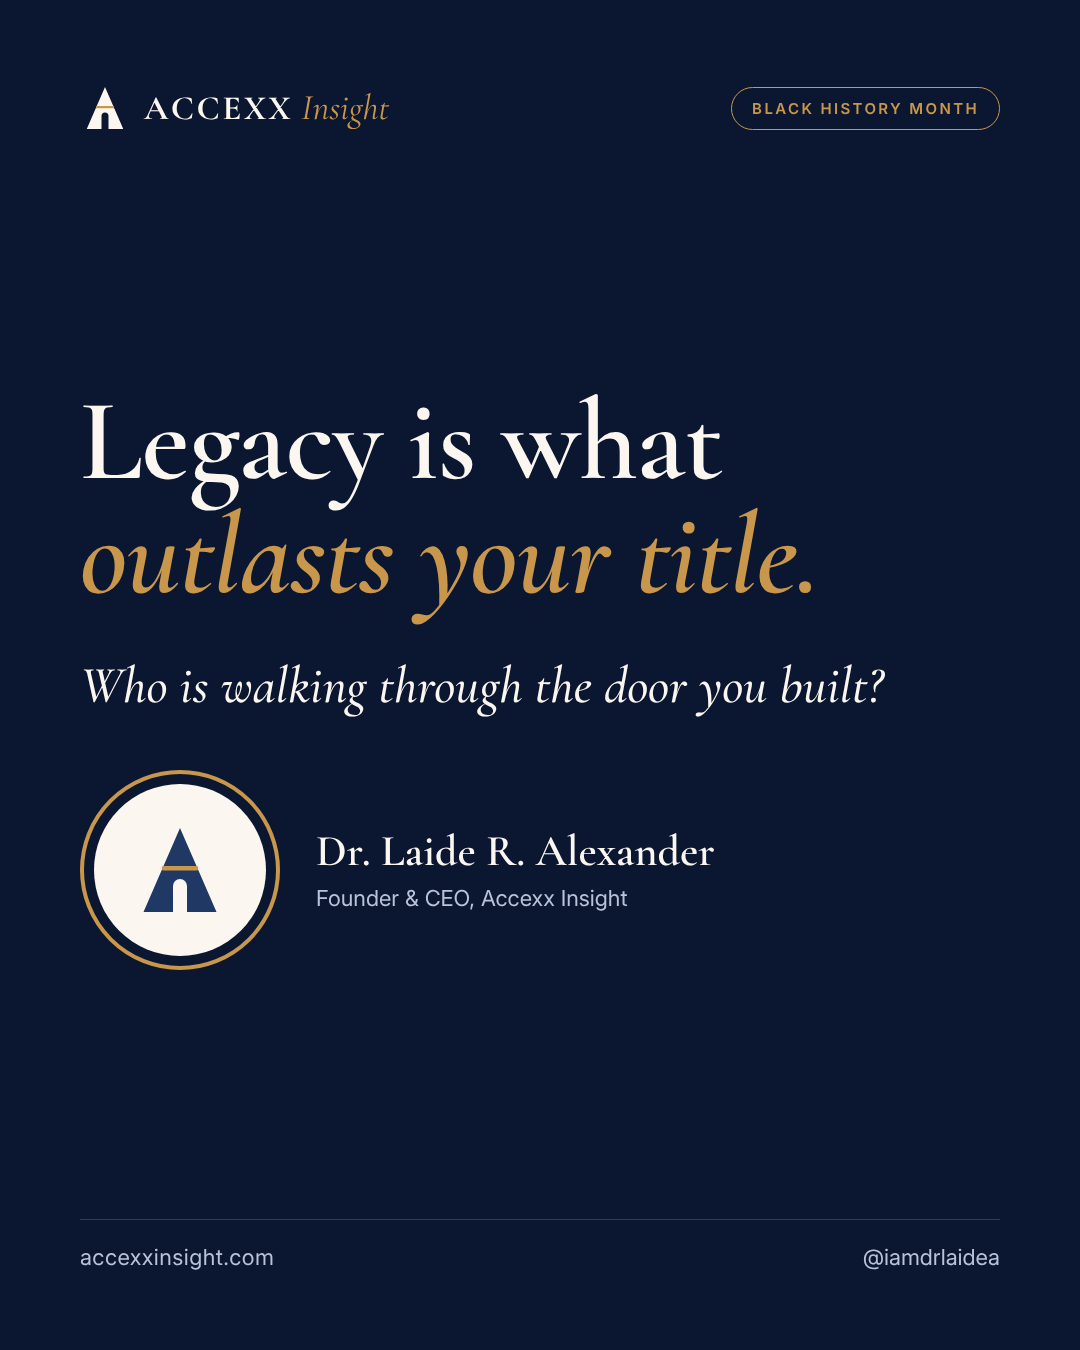 ACCEXX Insight
BLACK HISTORY MONTH
Legacy is what
outlasts your title.
Who is walking through the door you built?
Dr. Laide R. Alexander
Founder & CEO, Accexx Insight
accexxinsight.com
@iamdrlaidea